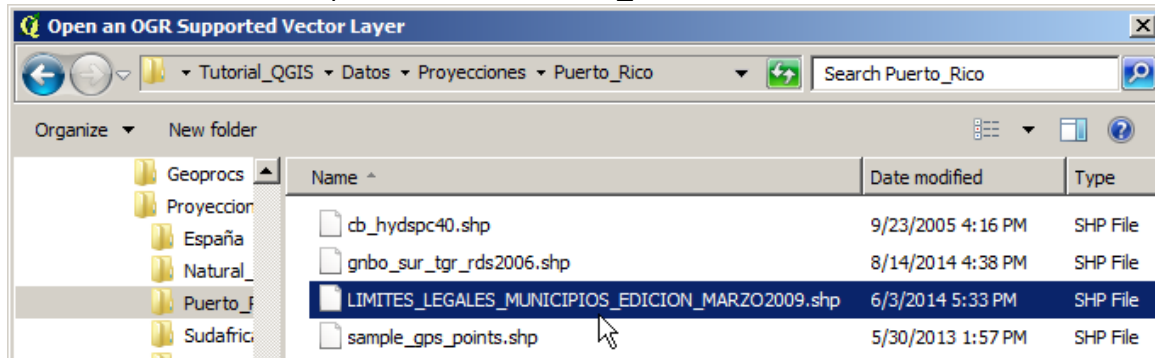 Open an OGR Supported Vector Layer
Tutorial_QGIS Datos Proyecciones Puerto_Rico Search Puerto_Rico
Organize New folder
Geoprocs Name Date modified Type
Proyeccion
cb_hydspc40.shp 9/23/2005 4:16 PM SHP File
España
gnbo_sur_tgr_rds2006.shp 8/14/2014 4:38 PM SHP File
Natural_
LIMITES_LEGALES_MUNICIPIOS_EDICION_MARZO2009.shp 6/3/2014 5:33 PM SHP File
Puerto_R
sample_gps_points.shp 5/30/2013 1:57 PM SHP File
Sudafric